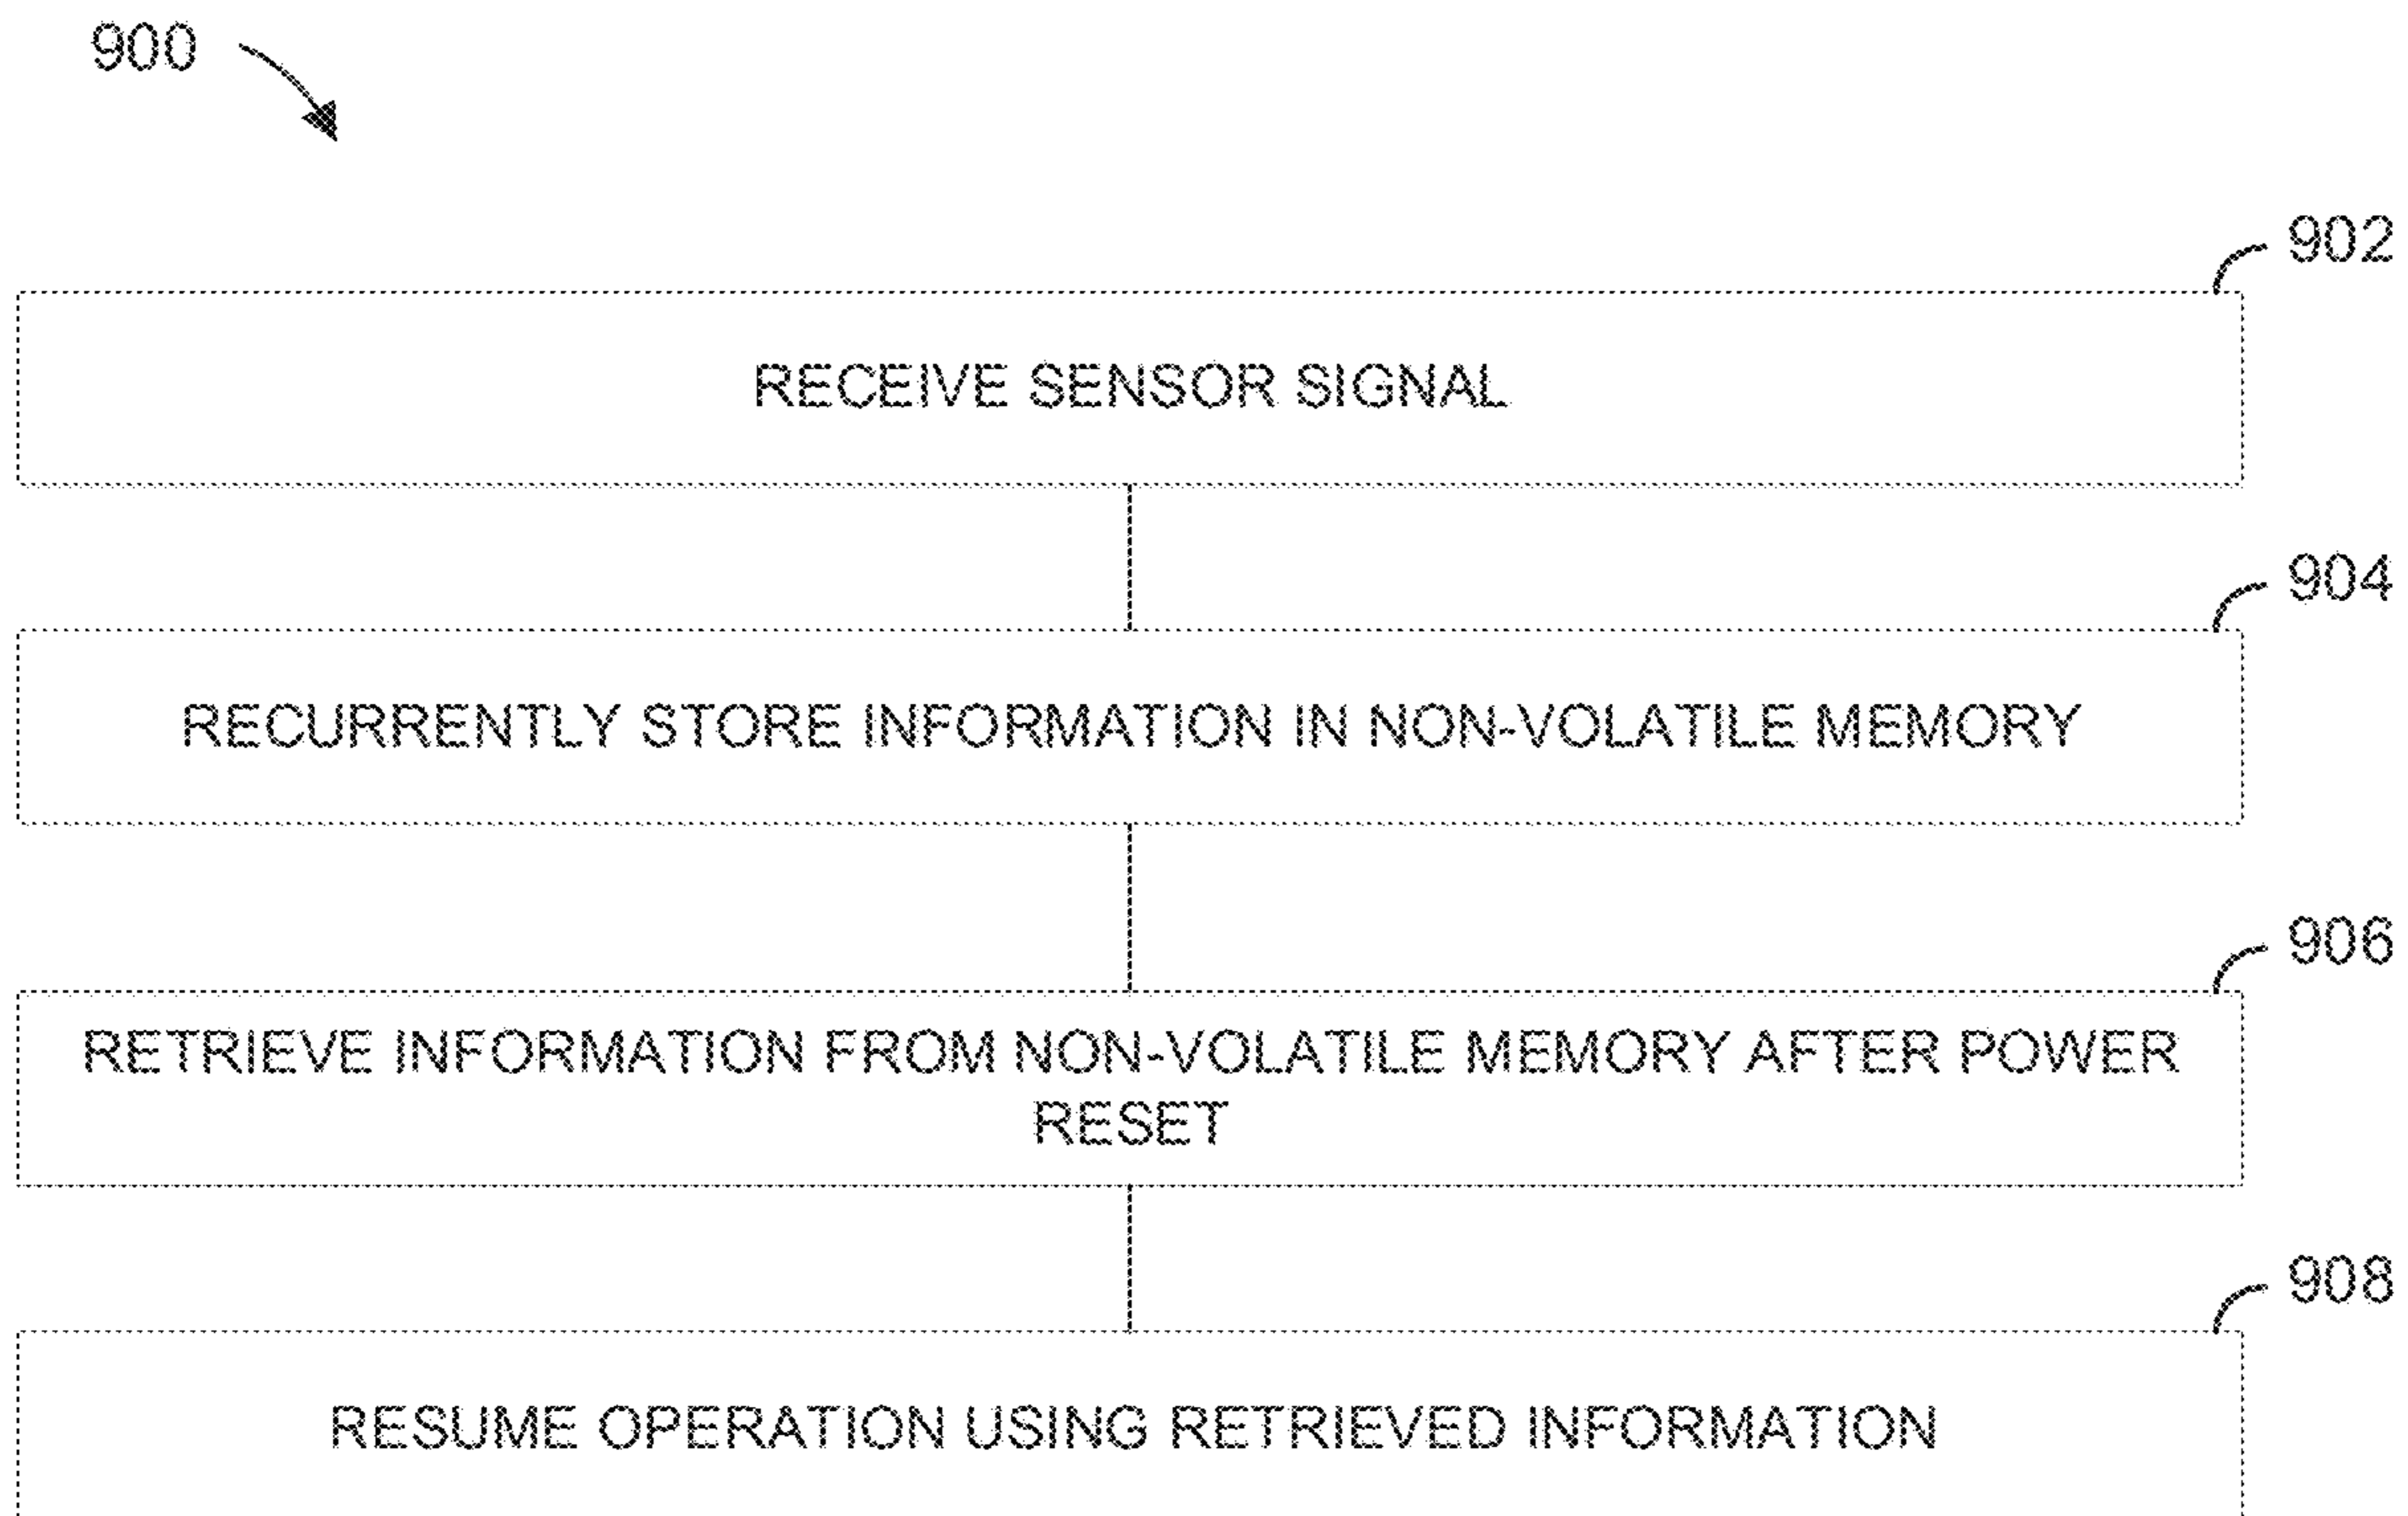 900
902
RECEIVE SENSOR SIGNAL
904
RECURRENTLY STORE INFORMATION IN NON-VOLATILE MEMORY
906
RETRIEVE INFORMATION FROM NON-VOLATILE MEMORY AFTER POWER
RESET
908
RESUME OPERATION USING RETRIEVED INFORMATION